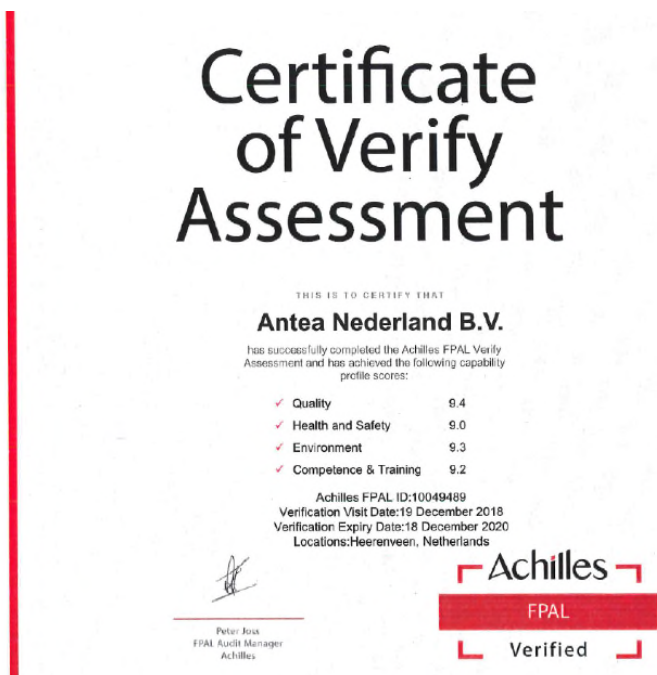 Certificate
of Verify
Assessment
THIS IS TO CERTIFY THAT
Antea Nederland B.V.
has successfully completed the Achilles FPAL Verify
Assessment and has achieved the following capability
profile scores:
✓ Quality 9.4
✓ Health and Safety 9.0
✓ Environment 9.3
✓ Competence & Training 9.2
Achilles FPAL ID:10049489
Verification Visit Date:19 December 2018
Verification Expiry Date:18 December 2020
Locations:Heerenveen, Netherlands
Peter Joss
FPAL Audit Manager
Achilles
Achilles
FPAL
Verified